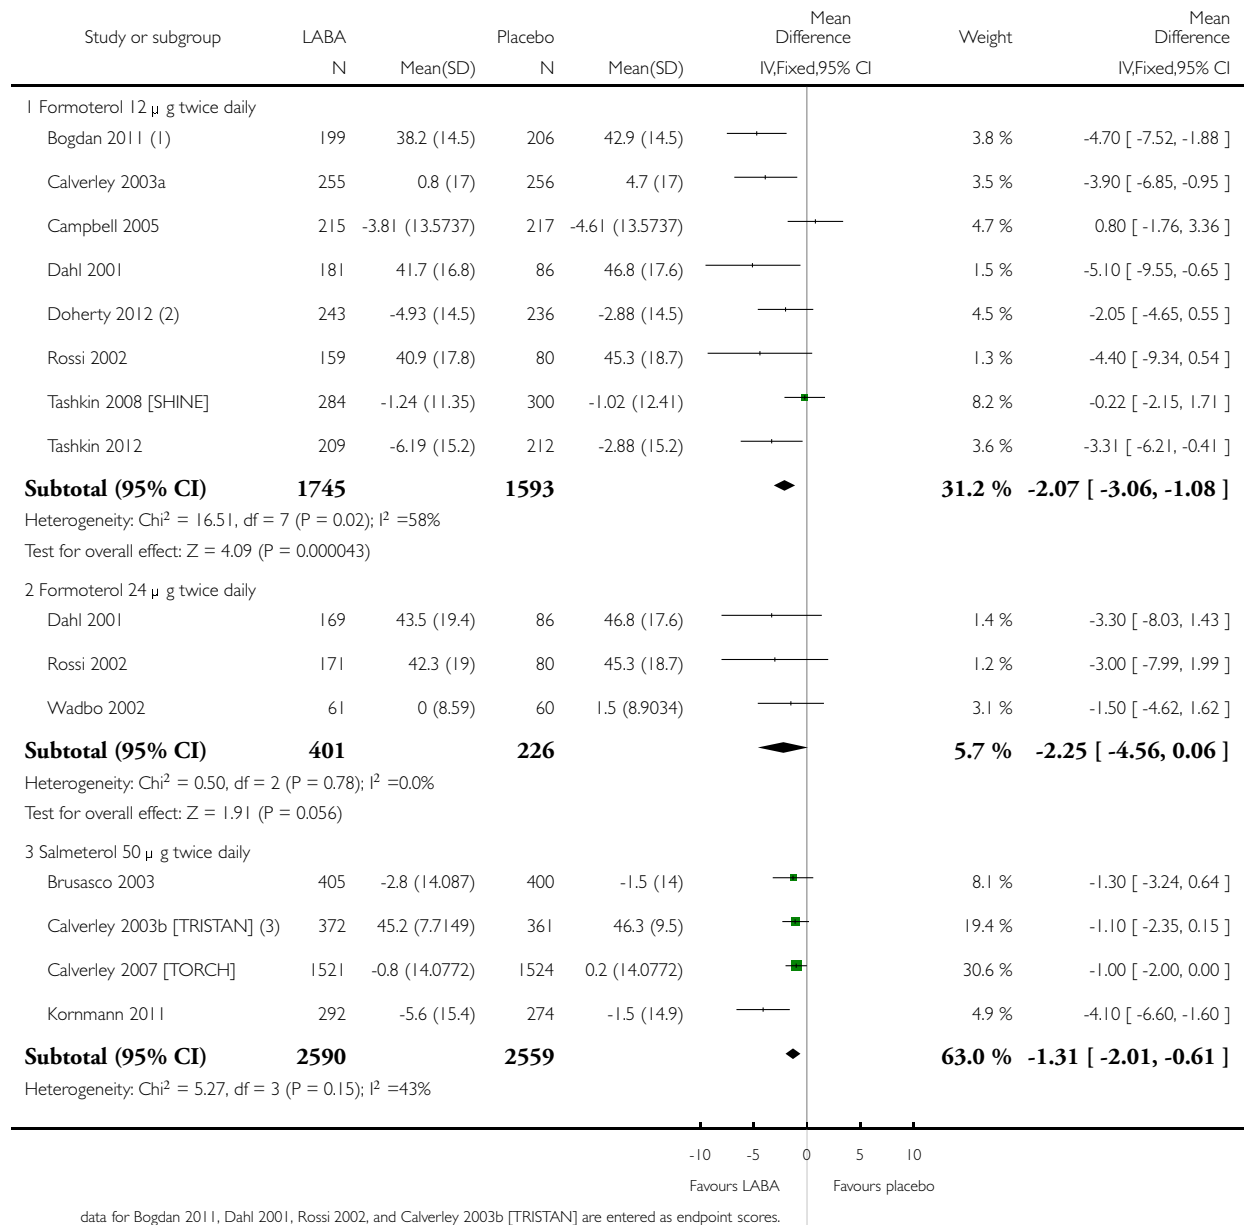 Mean Mean
Study or subgroup LABA Placebo Difference Weight Difference
N Mean(SD) N Mean(SD) IV,Fixed,95% CI IV,Fixed,95% CI
1 Formoterol 12 μ g twice daily
Bogdan 2011 (1) 199 38.2 (14.5) 206 42.9 (14.5) 3.8 % -4.70 [ -7.52, -1.88 ]
Calverley 2003a 255 0.8 (17) 256 4.7 (17) 3.5 % -3.90 [ -6.85, -0.95 ]
Campbell 2005 215 -3.81 (13.5737) 217 -4.61 (13.5737) 4.7 % 0.80 [ -1.76, 3.36 ]
Dahl 2001 181 41.7 (16.8) 86 46.8 (17.6) 1.5 % -5.10 [ -9.55, -0.65 ]
Doherty 2012 (2) 243 -4.93 (14.5) 236 -2.88 (14.5) 4.5 % -2.05 [ -4.65, 0.55 ]
Rossi 2002 159 40.9 (17.8) 80 45.3 (18.7) 1.3 % -4.40 [ -9.34, 0.54 ]
Tashkin 2008 [SHINE] 284 -1.24 (11.35) 300 -1.02 (12.41) 8.2 % -0.22 [ -2.15, 1.71 ]
Tashkin 2012 209 -6.19 (15.2) 212 -2.88 (15.2) 3.6 % -3.31 [ -6.21, -0.41 ]
Subtotal (95% CI) 1745 1593 31.2 % -2.07 [ -3.06, -1.08 ]
Heterogeneity: Chi² = 16.51, df = 7 (P = 0.02); I² =58%
Test for overall effect: Z = 4.09 (P = 0.000043)
2 Formoterol 24 μ g twice daily
Dahl 2001 169 43.5 (19.4) 86 46.8 (17.6) 1.4 % -3.30 [ -8.03, 1.43 ]
Rossi 2002 171 42.3 (19) 80 45.3 (18.7) 1.2 % -3.00 [ -7.99, 1.99 ]
Wadbo 2002 61 0 (8.59) 60 1.5 (8.9034) 3.1 % -1.50 [ -4.62, 1.62 ]
Subtotal (95% CI) 401 226 5.7 % -2.25 [ -4.56, 0.06 ]
Heterogeneity: Chi² = 0.50, df = 2 (P = 0.78); I² =0.0%
Test for overall effect: Z = 1.91 (P = 0.056)
3 Salmeterol 50 μ g twice daily
Brusasco 2003 405 -2.8 (14.087) 400 -1.5 (14) 8.1 % -1.30 [ -3.24, 0.64 ]
Calverley 2003b [TRISTAN] (3) 372 45.2 (7.7149) 361 46.3 (9.5) 19.4 % -1.10 [ -2.35, 0.15 ]
Calverley 2007 [TORCH] 1521 -0.8 (14.0772) 1524 0.2 (14.0772) 30.6 % -1.00 [ -2.00, 0.00 ]
Kornmann 2011 292 -5.6 (15.4) 274 -1.5 (14.9) 4.9 % -4.10 [ -6.60, -1.60 ]
Subtotal (95% CI) 2590 2559 63.0 % -1.31 [ -2.01, -0.61 ]
Heterogeneity: Chi² = 5.27, df = 3 (P = 0.15); I² =43%
-10 -5 0 5 10
Favours LABA Favours placebo
data for Bogdan 2011, Dahl 2001, Rossi 2002, and Calverley 2003b [TRISTAN] are entered as endpoint scores.